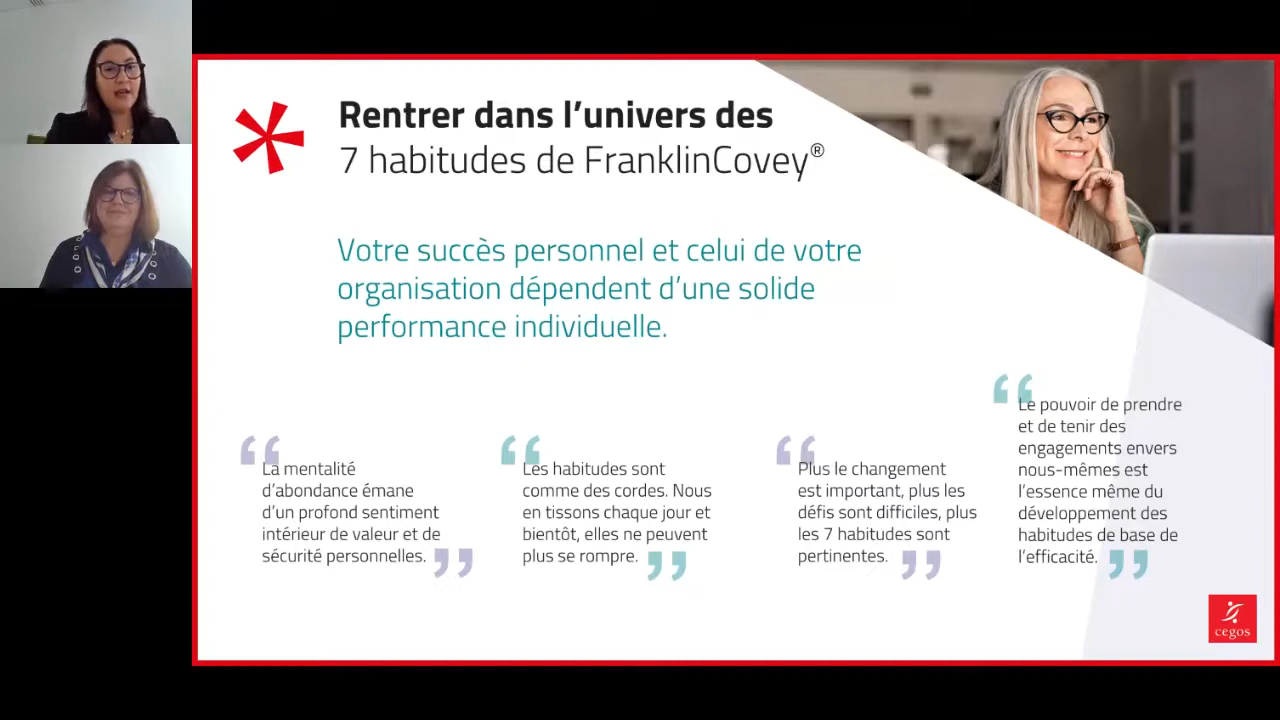 Rentrer dans l’univers des
7 habitudes de FranklinCovey®
Votre succès personnel et celui de votre
organisation dépendent d’une solide
performance individuelle.
“
La mentalité
d’abondance émane
d’un profond sentiment
intérieur de valeur et de
sécurité personnelles.
”
“
Les habitudes sont
comme des cordes. Nous
en tissons chaque jour et
bientôt, elles ne peuvent
plus se rompre.
”
“
Plus le changement
est important, plus les
défis sont difficiles, plus
les 7 habitudes sont
pertinentes.
”
“
Le pouvoir de prendre
et de tenir des
engagements envers
nous-mêmes est
l’essence même du
développement des
habitudes de base de
l’efficacité.
”
cegos